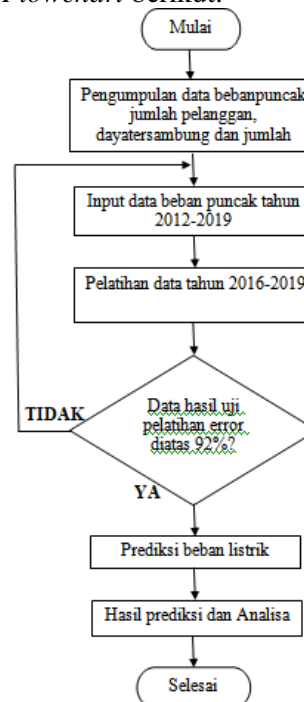 Flowchart berikut.
Mulai
Pengumpulan data bebanpuncak
jumlah pelanggan,
dayatersambung dan jumlah
Input data beban puncak tahun
2012-2019
Pelatihan data tahun 2016-2019
Data hasil uji
pelatihan error
diatas 92%?
TIDAK
YA
Prediksi beban listrik
Hasil prediksi dan Analisa
Selesai